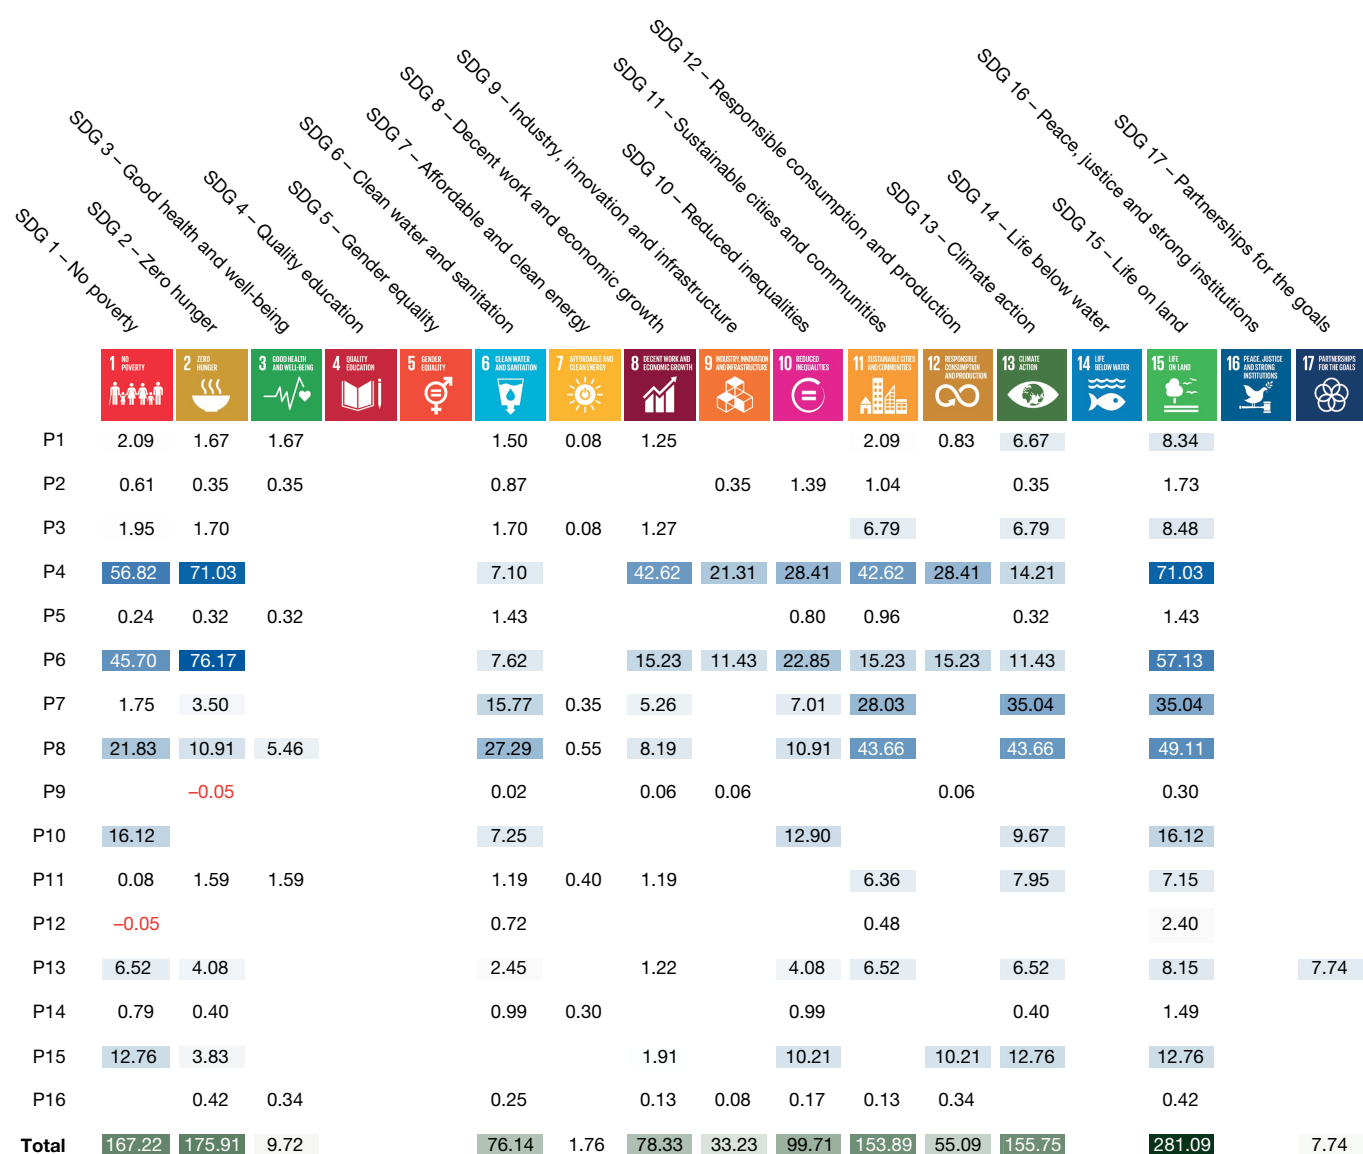 SDG 1 – No poverty
SDG 2 – Zero hunger
SDG 3 – Good health and well-being
SDG 4 – Quality education
SDG 5 – Gender equality
SDG 6 – Clean water and sanitation
SDG 7 – Affordable and clean energy
SDG 8 – Decent work and economic growth
SDG 9 – Industry, innovation and infrastructure
SDG 10 – Reduced inequalities
SDG 11 – Sustainable cities and communities
SDG 12 – Responsible consumption and production
SDG 13 – Climate action
SDG 14 – Life below water
SDG 15 – Life on land
SDG 16 – Peace, justice and strong institutions
SDG 17 – Partnerships for the goals
1 NO POVERTY
2 ZERO HUNGER
3 GOOD HEALTH AND WELL-BEING
4 QUALITY EDUCATION
5 GENDER EQUALITY
6 CLEAN WATER AND SANITATION
7 AFFORDABLE AND CLEAN ENERGY
8 DECENT WORK AND ECONOMIC GROWTH
9 INDUSTRY, INNOVATION AND INFRASTRUCTURE
10 REDUCED INEQUALITIES
11 SUSTAINABLE CITIES AND COMMUNITIES
12 RESPONSIBLE CONSUMPTION AND PRODUCTION
13 CLIMATE ACTION
14 LIFE BELOW WATER
15 LIFE ON LAND
16 PEACE, JUSTICE AND STRONG INSTITUTIONS
17 PARTNERSHIPS FOR THE GOALS
P1 2.09 1.67 1.67 1.50 0.08 1.25 2.09 0.83 6.67 8.34
P2 0.61 0.35 0.35 0.87 0.35 1.39 1.04 0.35 1.73
P3 1.95 1.70 1.70 0.08 1.27 6.79 6.79 8.48
P4 56.82 71.03 7.10 42.62 21.31 28.41 42.62 28.41 14.21 71.03
P5 0.24 0.32 0.32 1.43 0.80 0.96 0.32 1.43
P6 45.70 76.17 7.62 15.23 11.43 22.85 15.23 15.23 11.43 57.13
P7 1.75 3.50 15.77 0.35 5.26 7.01 28.03 35.04 35.04
P8 21.83 10.91 5.46 27.29 0.55 8.19 10.91 43.66 43.66 49.11
P9 –0.05 0.02 0.06 0.06 0.06 0.30
P10 16.12 7.25 12.90 9.67 16.12
P11 0.08 1.59 1.59 1.19 0.40 1.19 6.36 7.95 7.15
P12 –0.05 0.72 0.48 2.40
P13 6.52 4.08 2.45 1.22 4.08 6.52 6.52 8.15 7.74
P14 0.79 0.40 0.99 0.30 0.99 0.40 1.49
P15 12.76 3.83 1.91 10.21 10.21 12.76 12.76
P16 0.42 0.34 0.25 0.13 0.08 0.17 0.13 0.34 0.42
Total 167.22 175.91 9.72 76.14 1.76 78.33 33.23 99.71 153.89 55.09 155.75 281.09 7.74